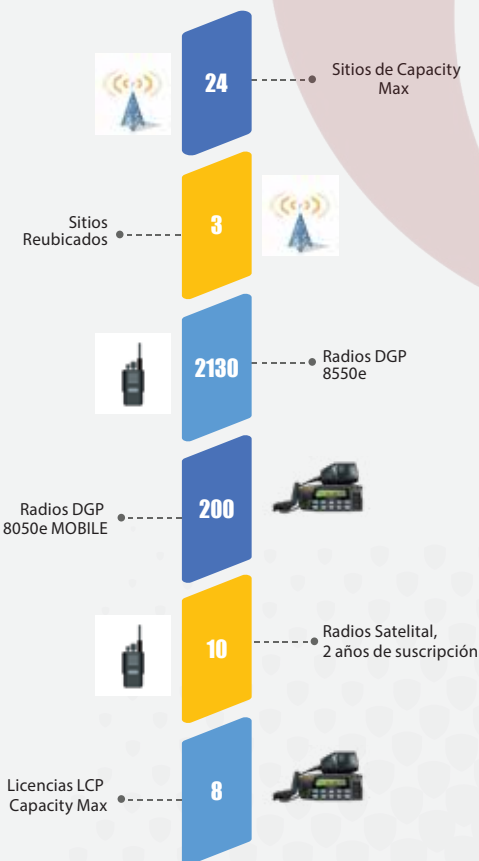 24
Sitios de Capacity
Max
Sitios
Reubicados
3
2130
Radios DGP
8550e
Radios DGP
8050e MOBILE
200
10
Radios Satelital,
2 años de suscripción
Licencias LCP
Capacity Max
8